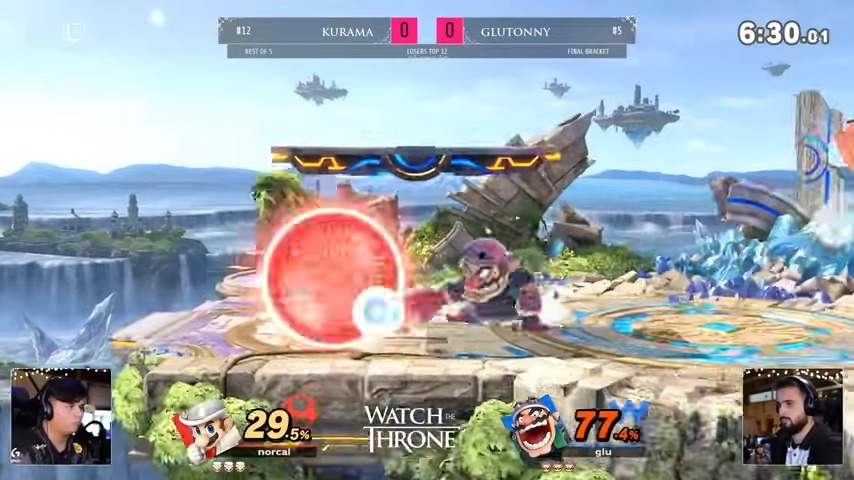 #12 KURAMA 0 0 GLUTONNY #5
BEST OF 5 LOSERS TOP 12 FINAL BRACKET
6:30.01
WATCH THE THRONE
29.5%
norcal
77.4%
glu